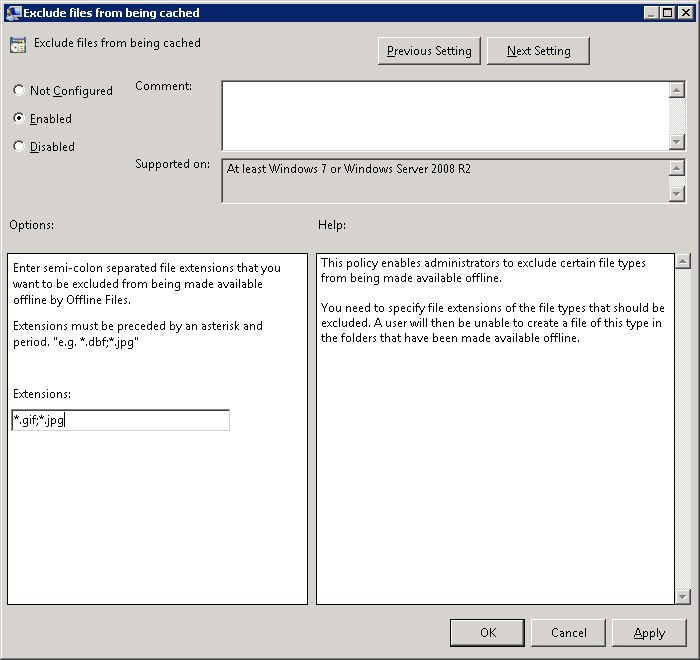 Exclude files from being cached
Exclude files from being cached
Previous Setting
Next Setting
Not Configured
Comment:
Enabled
Disabled
Supported on:
At least Windows 7 or Windows Server 2008 R2
Options:
Help:
Enter semi-colon separated file extensions that you
want to be excluded from being made available
offline by Offline Files.
Extensions must be preceded by an asterisk and
period. "e.g. *.dbf;*.jpg"
Extensions:
*.gif;*.jpg
This policy enables administrators to exclude certain file types
from being made available offline.
You need to specify file extensions of the file types that should be
excluded. A user will then be unable to create a file of this type in
the folders that have been made available offline.
OK
Cancel
Apply